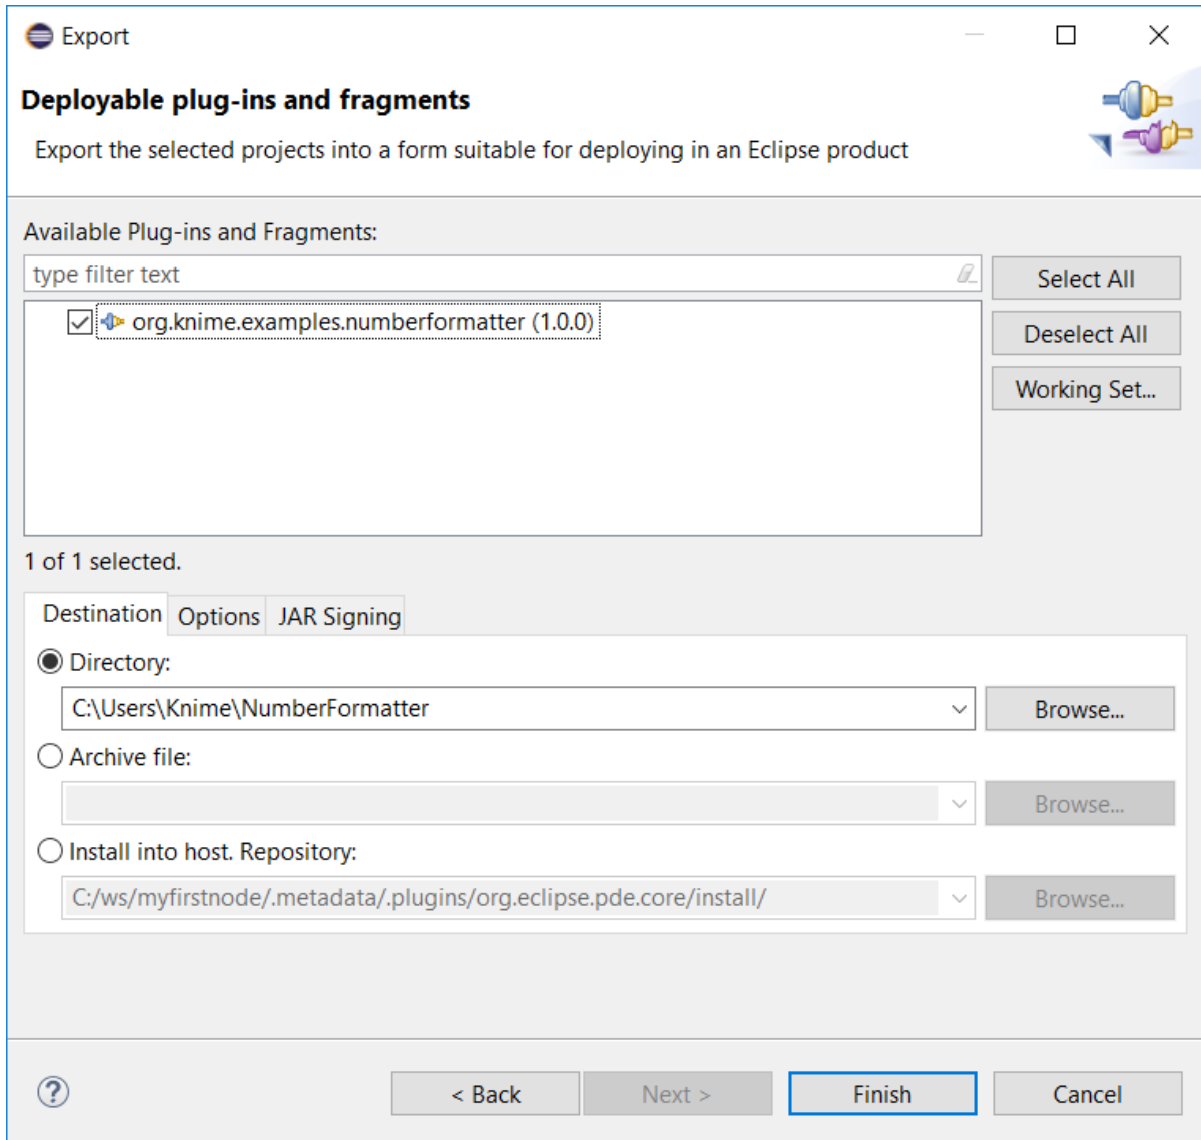 Export
Deployable plug-ins and fragments
Export the selected projects into a form suitable for deploying in an Eclipse product
Available Plug-ins and Fragments:
type filter text
Select All
org.knime.examples.numberformatter (1.0.0)
Deselect All
Working Set...
1 of 1 selected.
Destination Options JAR Signing
Directory:
C:\Users\Knime\NumberFormatter Browse...
Archive file:
Browse...
Install into host. Repository:
C:/ws/myfirstnode/.metadata/.plugins/org.eclipse.pde.core/install/ Browse...
? < Back Next > Finish Cancel